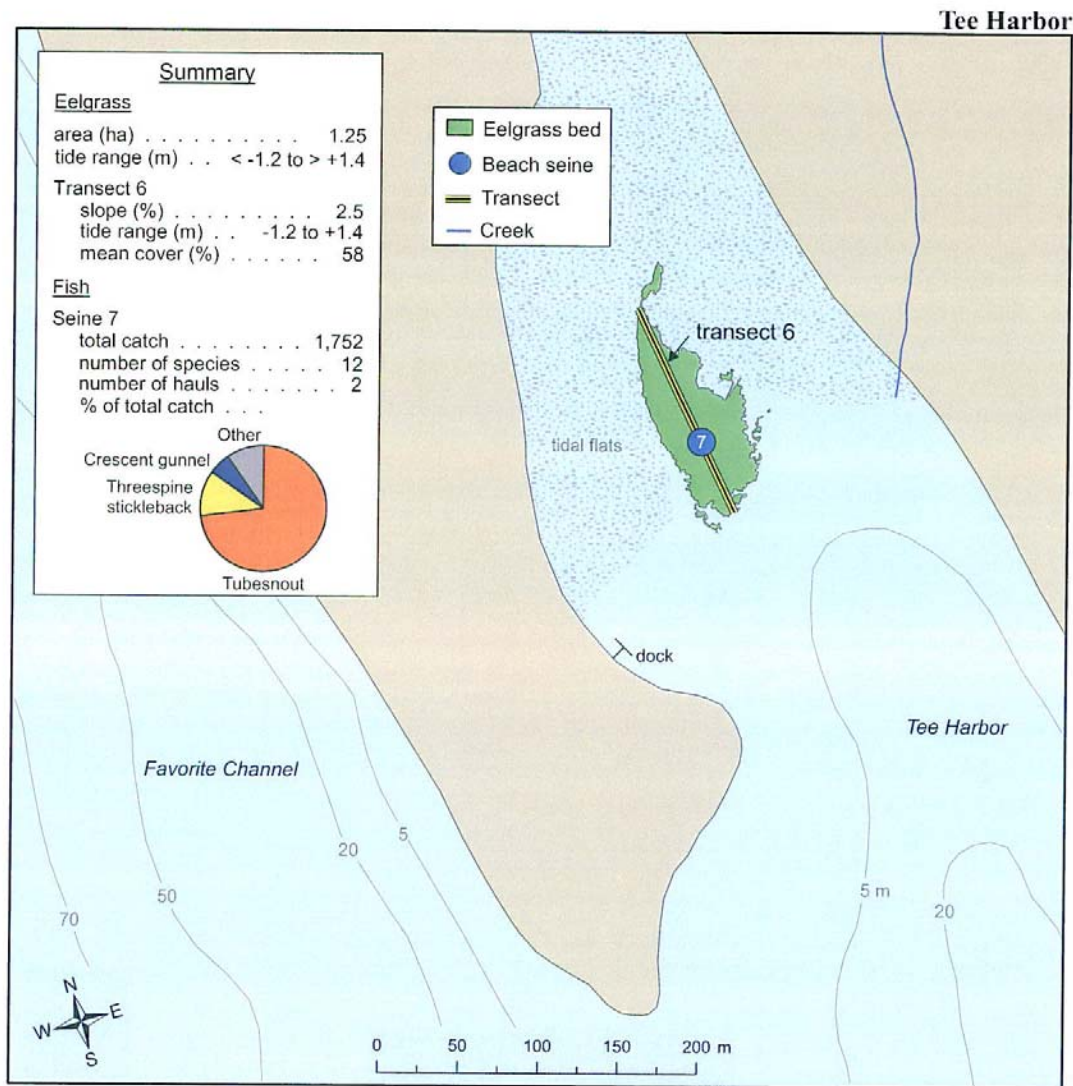 Tee Harbor
Summary
Eelgrass
area (ha) . . . . . . . . . . . 1.25
tide range (m) . . < -1.2 to > +1.4
Transect 6
slope (%) . . . . . . . . . 2.5
tide range (m) . . -1.2 to +1.4
mean cover (%) . . . . . . 58
Fish
Seine 7
total catch . . . . . . . . 1,752
number of species . . . . . 12
number of hauls . . . . . . 2
% of total catch . . .
Other
Crescent gunnel
Threespine
stickleback
Tubesnout
Eelgrass bed
Beach seine
Transect
Creek
transect 6
7
tidal flats
dock
Tee Harbor
Favorite Channel
5
20
50
70
5 m
20
N
W E
S
0 50 100 150 200 m